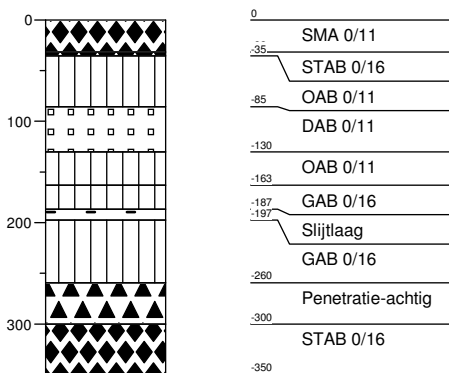 0
100
200
300
0
SMA 0/11
-35
STAB 0/16
OAB 0/11
-85
DAB 0/11
-130
OAB 0/11
-163
GAB 0/16
-187
-197
Slijtlaag
GAB 0/16
-260
Penetratie-achtig
-300
STAB 0/16
-350